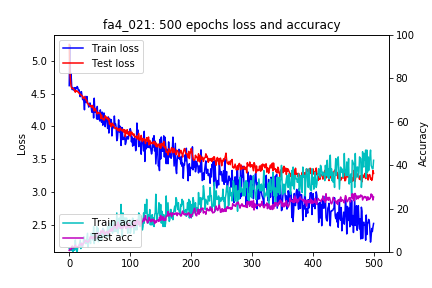 fa4_021: 500 epochs loss and accuracy
Train loss
Test loss
Train acc
Test acc
Loss
5.0
4.5
4.0
3.5
3.0
2.5
Accuracy
100
80
60
40
20
0
0
100
200
300
400
500